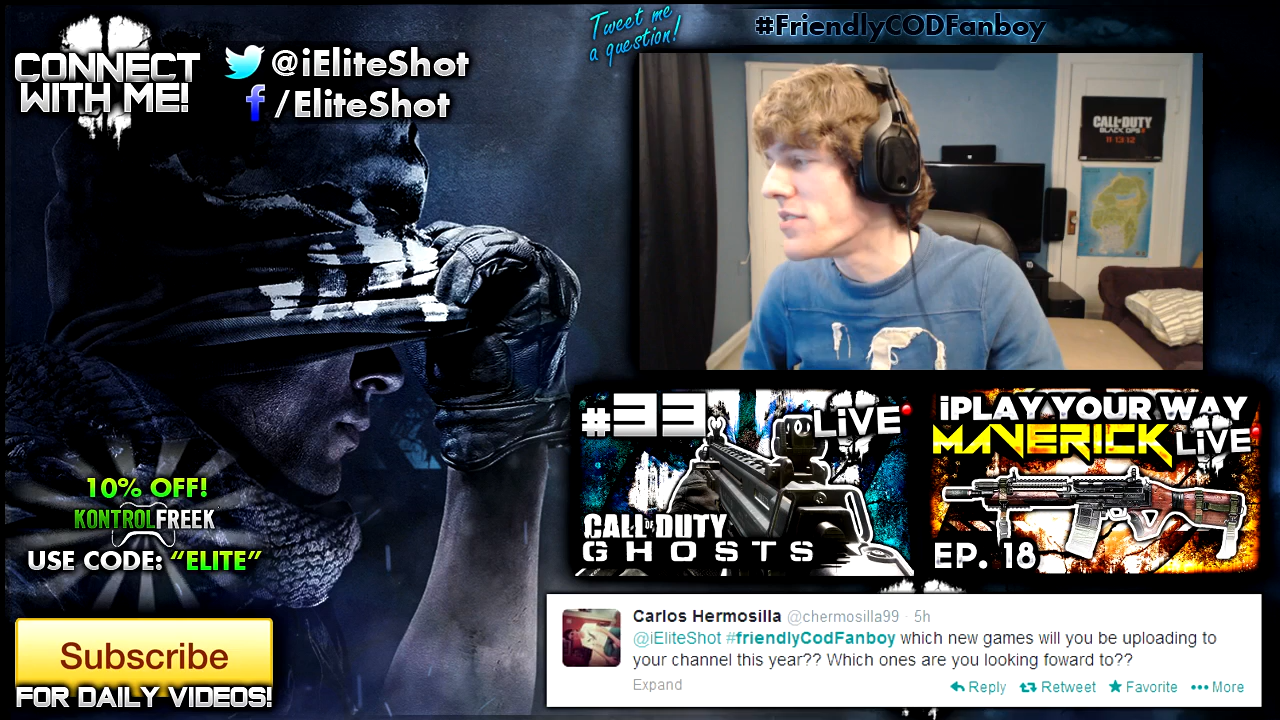 CONNECT
WITH ME!
@iEliteShot
/EliteShot
Tweet me
a question!
#FriendlyCODFanboy
CALL OF DUTY
BLACK OPS II
11·13·12
#33
LiVE
CALL OF DUTY
GHOSTS
iPLAY YOUR WAY
MAVERICK
LiVE
EP. 18
10% OFF!
KONTROLFREEK
USE CODE: “ELITE”
Subscribe
FOR DAILY VIDEOS!
Carlos Hermosilla @chermosilla99 · 5h
@iEliteShot #friendlyCodFanboy which new games will you be uploading to
your channel this year?? Which ones are you looking foward to??
Expand
Reply Retweet Favorite More